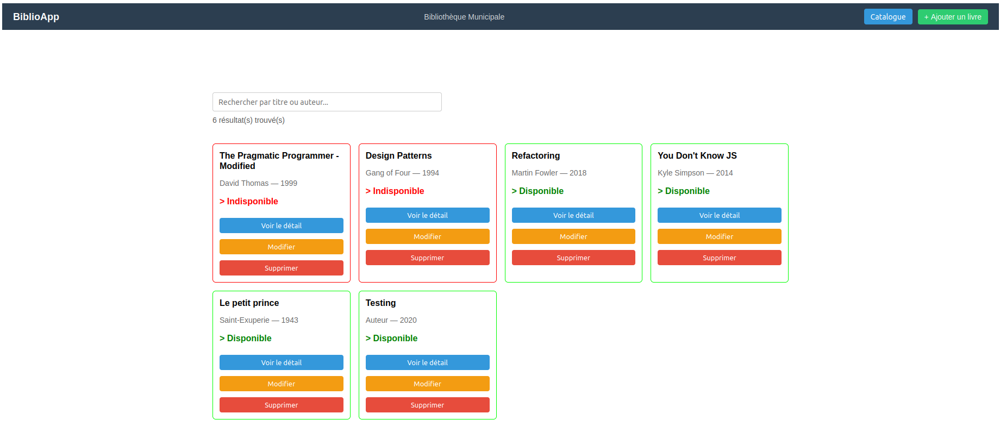 BiblioApp
Bibliothèque Municipale
Catalogue
+ Ajouter un livre
Rechercher par titre ou auteur...
6 résultat(s) trouvé(s)
The Pragmatic Programmer -
Modified
David Thomas — 1999
> Indisponible
Voir le détail
Modifier
Supprimer
Design Patterns
Gang of Four — 1994
> Indisponible
Voir le détail
Modifier
Supprimer
Refactoring
Martin Fowler — 2018
> Disponible
Voir le détail
Modifier
Supprimer
You Don't Know JS
Kyle Simpson — 2014
> Disponible
Voir le détail
Modifier
Supprimer
Le petit prince
Saint-Exuperie — 1943
> Disponible
Voir le détail
Modifier
Supprimer
Testing
Auteur — 2020
> Disponible
Voir le détail
Modifier
Supprimer